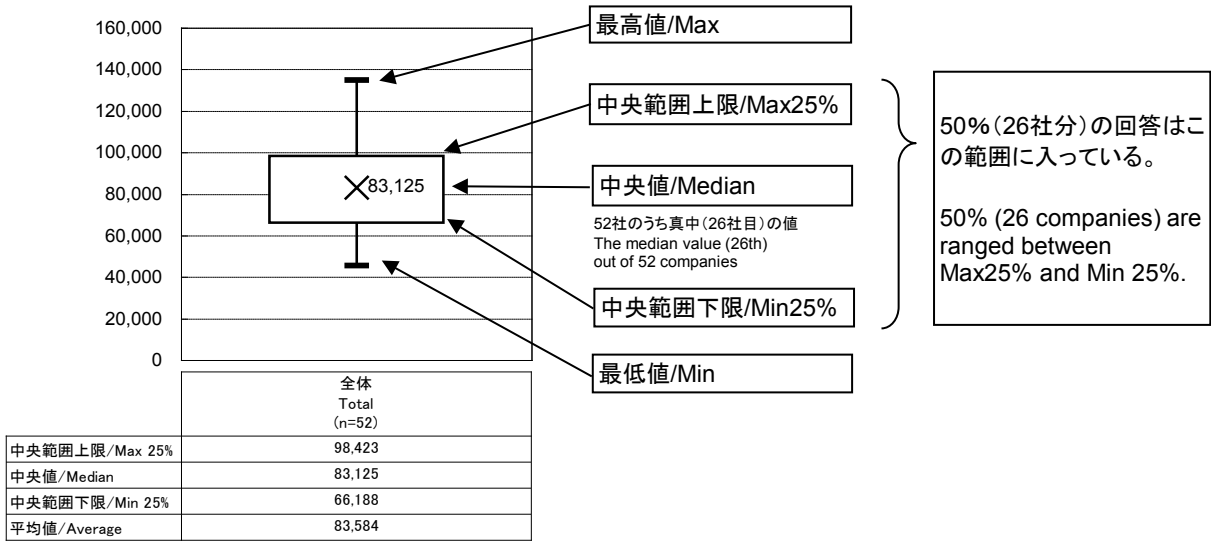 160,000
140,000
120,000
100,000
80,000
60,000
40,000
20,000
0
83,125
最高値/Max
中央範囲上限/Max25%
中央値/Median
52社のうち真中(26社目)の値
The median value (26th)
out of 52 companies
中央範囲下限/Min25%
最低値/Min
50%(26社分)の回答はこ
の範囲に入っている。
50% (26 companies) are
ranged between
Max25% and Min 25%.
全体
Total
(n=52)
中央範囲上限/Max 25% 98,423
中央値/Median 83,125
中央範囲下限/Min 25% 66,188
平均値/Average 83,584